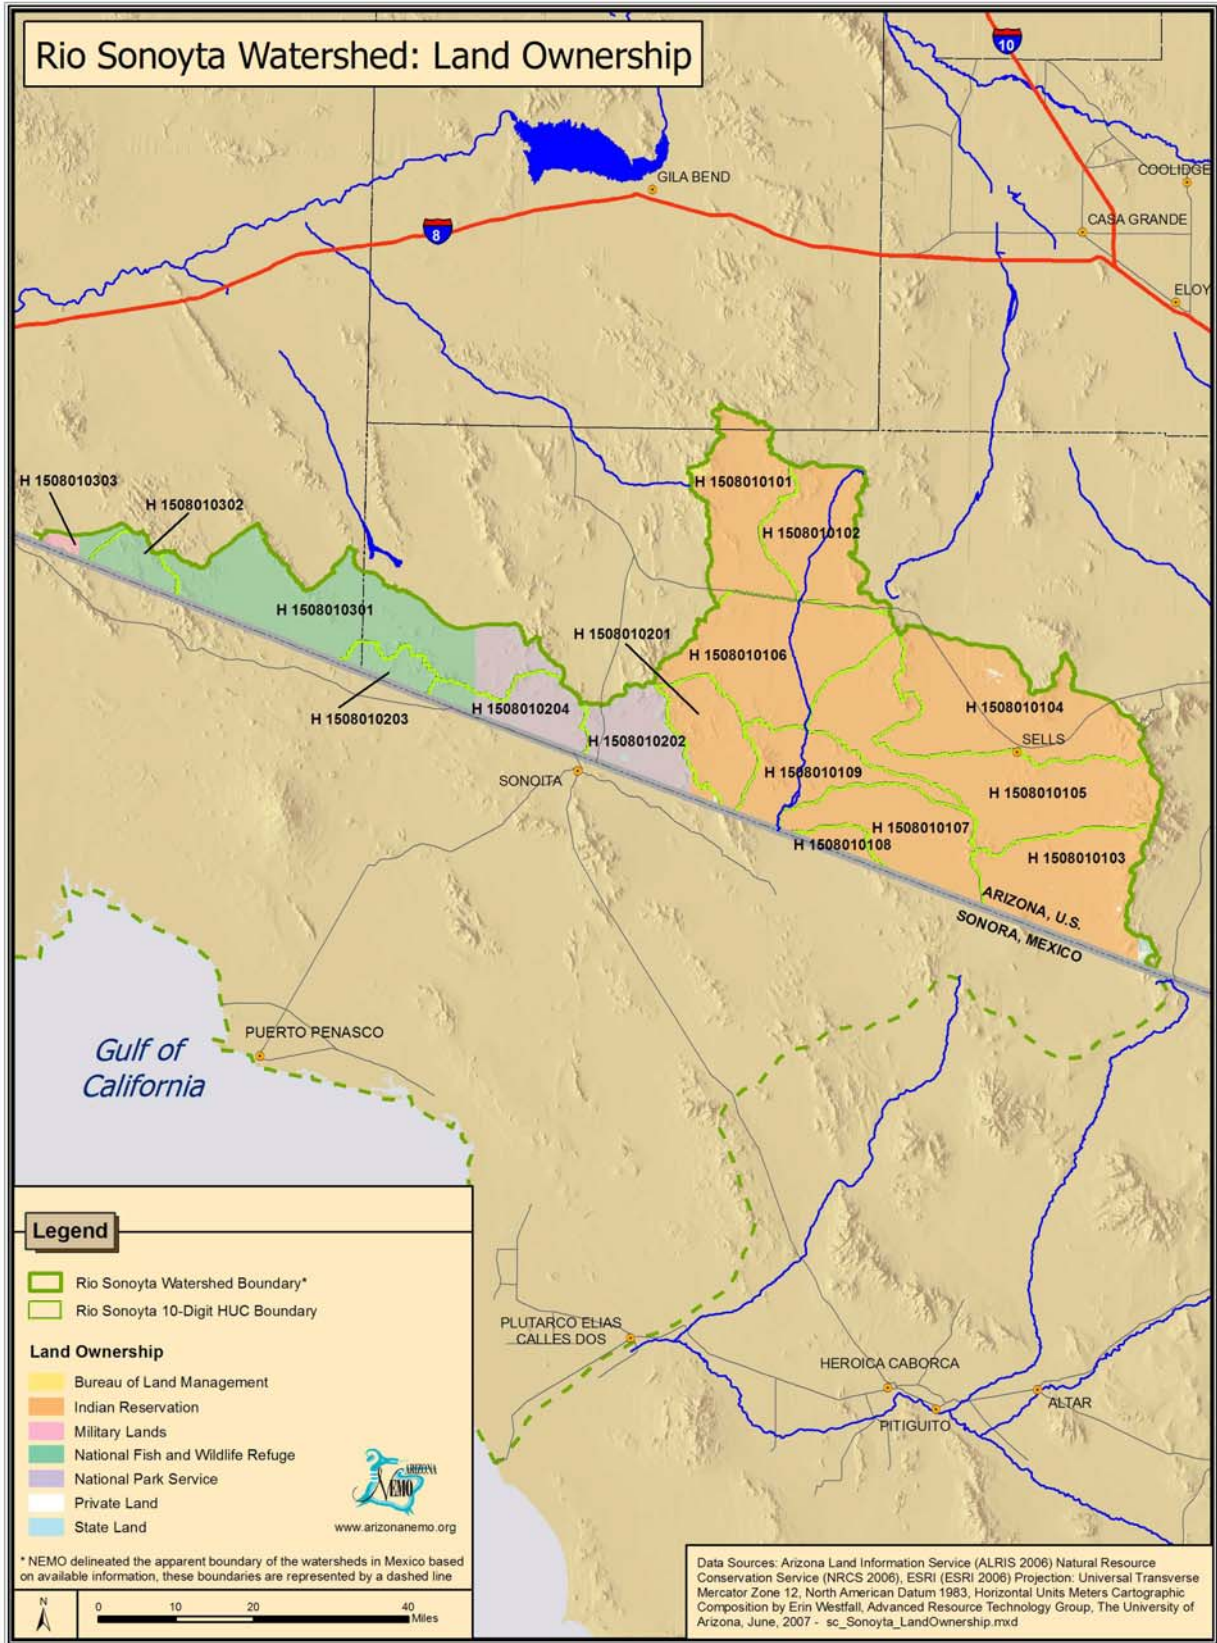 Rio Sonoyta Watershed: Land Ownership
10
COOLIDGE
GILA BEND
8
CASA GRANDE
ELOY
H 1508010303
H 1508010302
H 1508010101
H 1508010102
H 1508010301
H 1508010201
H 1508010106
H 1508010203
H 1508010204
H 1508010202
H 1508010104
SELLS
SONOITA
H 1508010109
H 1508010105
H 1508010107
H 1508010108
H 1508010103
ARIZONA, U.S.
SONORA, MEXICO
PUERTO PENASCO
Gulf of
California
PLUTARCO ELIAS
CALLES DOS
HEROICA CABORCA
ALTAR
PITIGUITO
Legend
Rio Sonoyta Watershed Boundary*
Rio Sonoyta 10-Digit HUC Boundary
Land Ownership
Bureau of Land Management
Indian Reservation
Military Lands
National Fish and Wildlife Refuge
National Park Service
Private Land
State Land
ARIZONA
NEMO
www.arizonanemo.org
* NEMO delineated the apparent boundary of the watersheds in Mexico based
on available information, these boundaries are represented by a dashed line
N
0 10 20 40
Miles
Data Sources: Arizona Land Information Service (ALRIS 2006) Natural Resource
Conservation Service (NRCS 2006), ESRI (ESRI 2006) Projection: Universal Transverse
Mercator Zone 12, North American Datum 1983, Horizontal Units Meters Cartographic
Composition by Erin Westfall, Advanced Resource Technology Group, The University of
Arizona, June, 2007 - sc_Sonoyta_LandOwnership.mxd